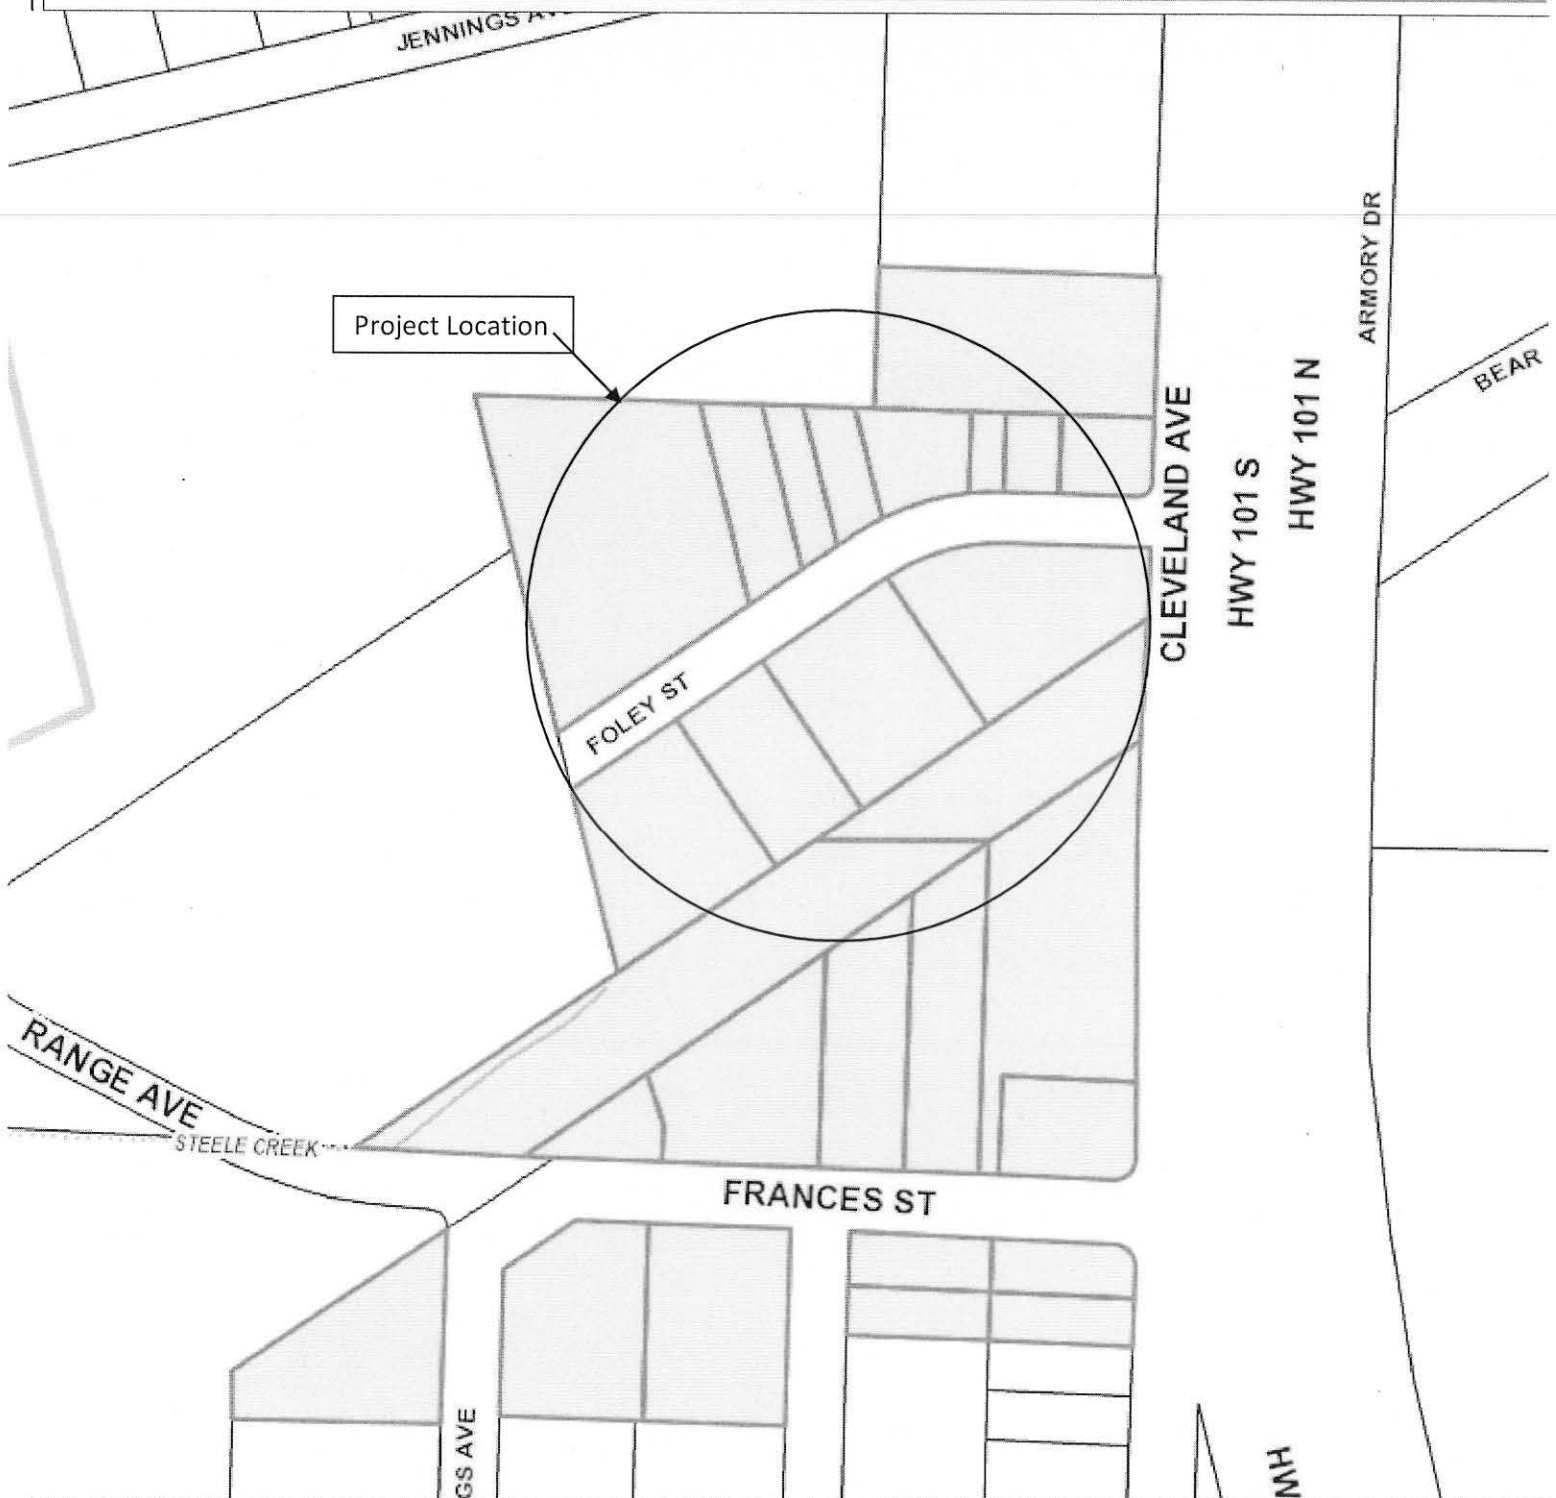 JENNINGS
ARMORY DR
Project Location
BEAR
CLEVELAND AVE
HWY 101 S
HWY 101 N
FOLEY ST
RANGE AVE
STEELE CREEK
FRANCES ST
GS AVE
HW